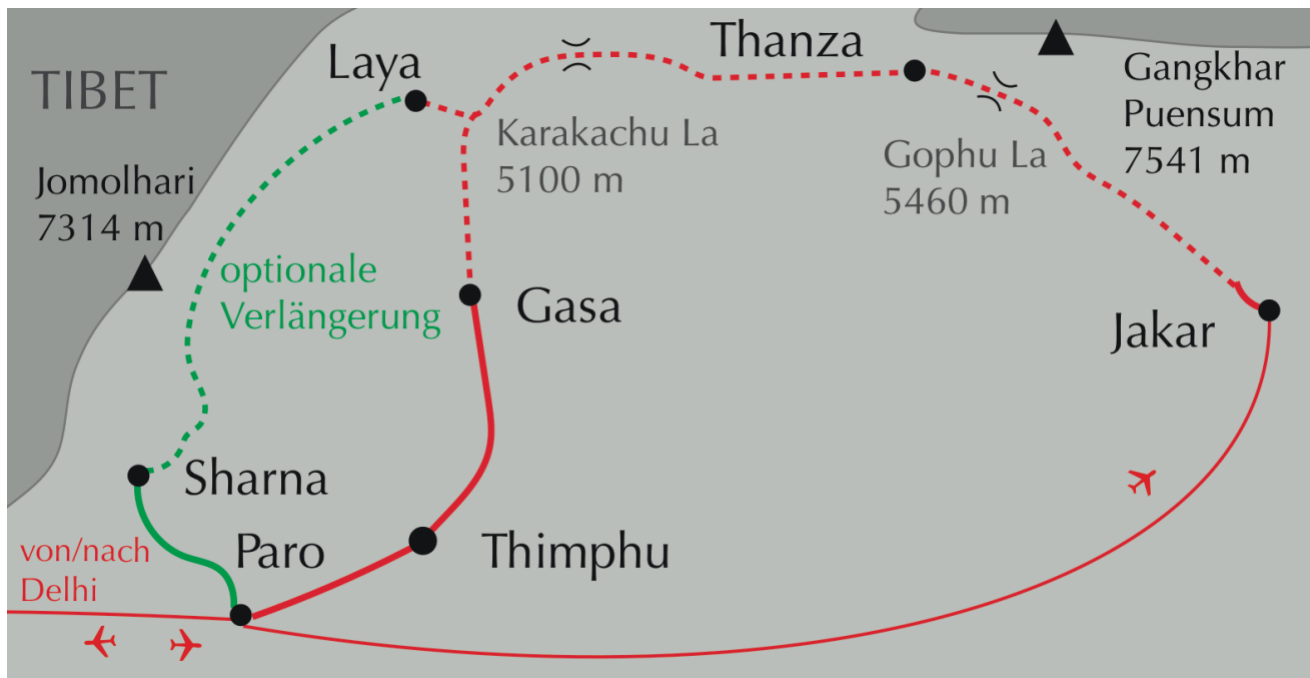 TIBET
Laya
Thanza
Gangkhar
Puensum
7541 m
Karakachu La
5100 m
Gophu La
5460 m
Jomolhari
7314 m
optionale
Verlängerung
Gasa
Jakar
Sharna
Paro
Thimphu
von/nach
Delhi